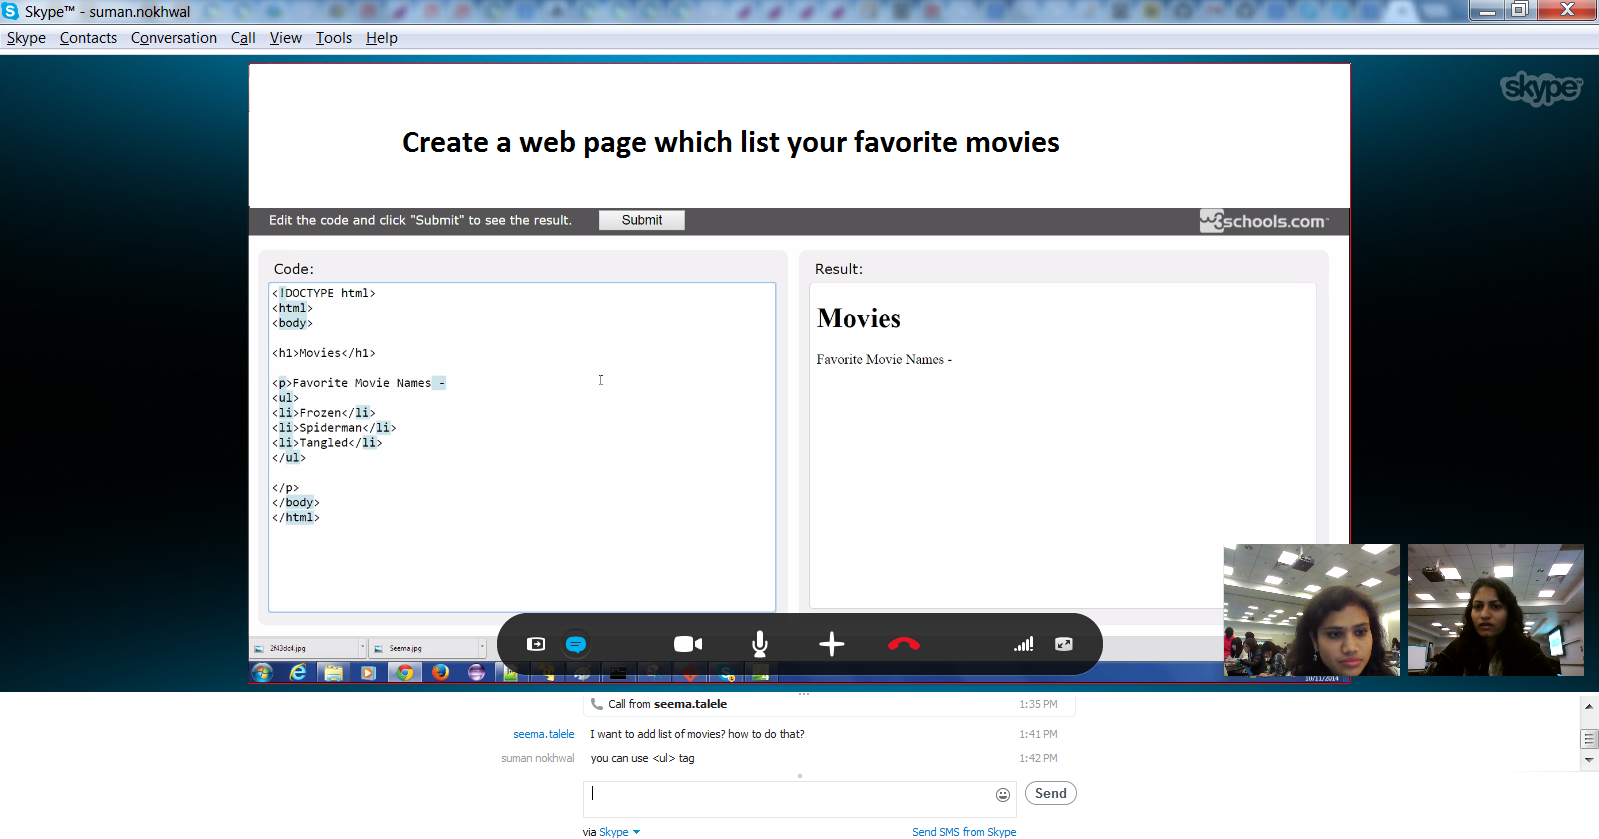 Skype™ - suman.nokhwal
Skype Contacts Conversation Call View Tools Help
skype™
Create a web page which list your favorite movies
Edit the code and click "Submit" to see the result. Submit w3schools.com
Code:
<!DOCTYPE html>
<html>
<body>
<h1>Movies</h1>
<p>Favorite Movie Names -
<ul>
<li>Frozen</li>
<li>Spiderman</li>
<li>Tangled</li>
</ul>
</p>
</body>
</html>
Result:
Movies
Favorite Movie Names -
2f43dc4.jpg Seema.jpg
10/11/2014
Call from seema.talele 1:35 PM
seema.talele I want to add list of movies? how to do that? 1:41 PM
suman nokhwal you can use <ul> tag 1:42 PM
Send
via Skype Send SMS from Skype